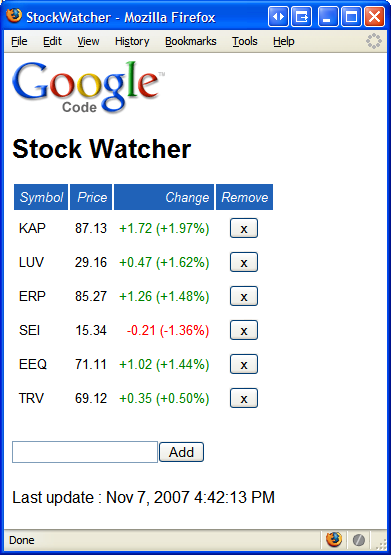 StockWatcher - Mozilla Firefox
File Edit View History Bookmarks Tools Help
Google™
Code
Stock Watcher
Symbol Price Change Remove
KAP 87.13 +1.72 (+1.97%) x
LUV 29.16 +0.47 (+1.62%) x
ERP 85.27 +1.26 (+1.48%) x
SEI 15.34 -0.21 (-1.36%) x
EEQ 71.11 +1.02 (+1.44%) x
TRV 69.12 +0.35 (+0.50%) x
Add
Last update : Nov 7, 2007 4:42:13 PM
Done